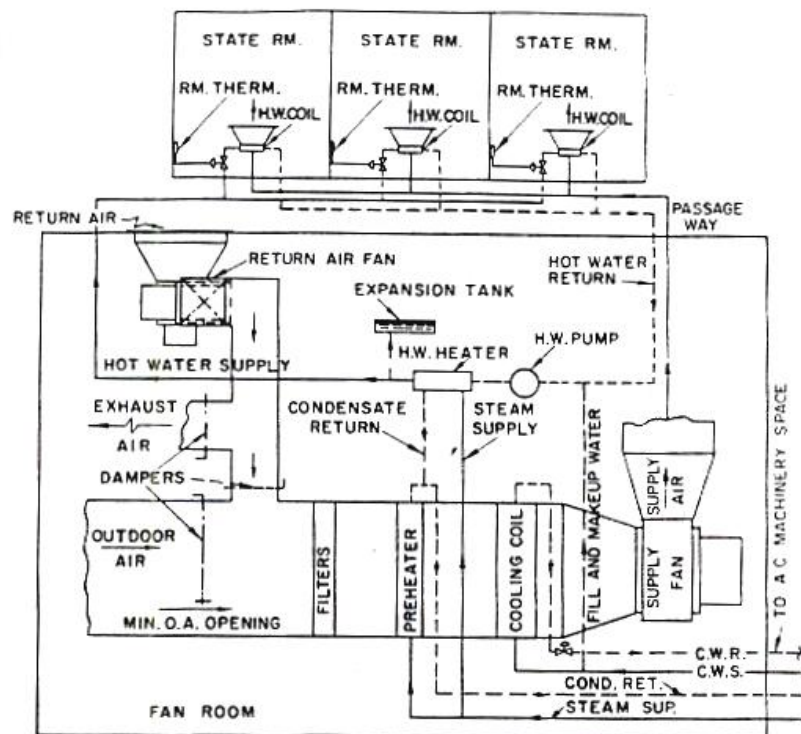 STATE RM.
STATE RM.
STATE RM.
RM. THERM.
H.W. COIL
RM. THERM.
H.W. COIL
RM. THERM.
H.W. COIL
RETURN AIR
PASSAGE
WAY
RETURN AIR FAN
HOT WATER
RETURN
EXPANSION TANK
H.W. PUMP
H.W. HEATER
HOT WATER SUPPLY
EXHAUST
AIR
CONDENSATE
RETURN
STEAM
SUPPLY
DAMPERS
OUTDOOR
AIR
MIN. O.A. OPENING
FILTERS
PREHEATER
COOLING COIL
FILL AND MAKEUP WATER
SUPPLY
AIR
SUPPLY
FAN
TO A C MACHINERY SPACE
C.W.R.
C.W.S.
COND. RET.
STEAM SUP.
FAN ROOM